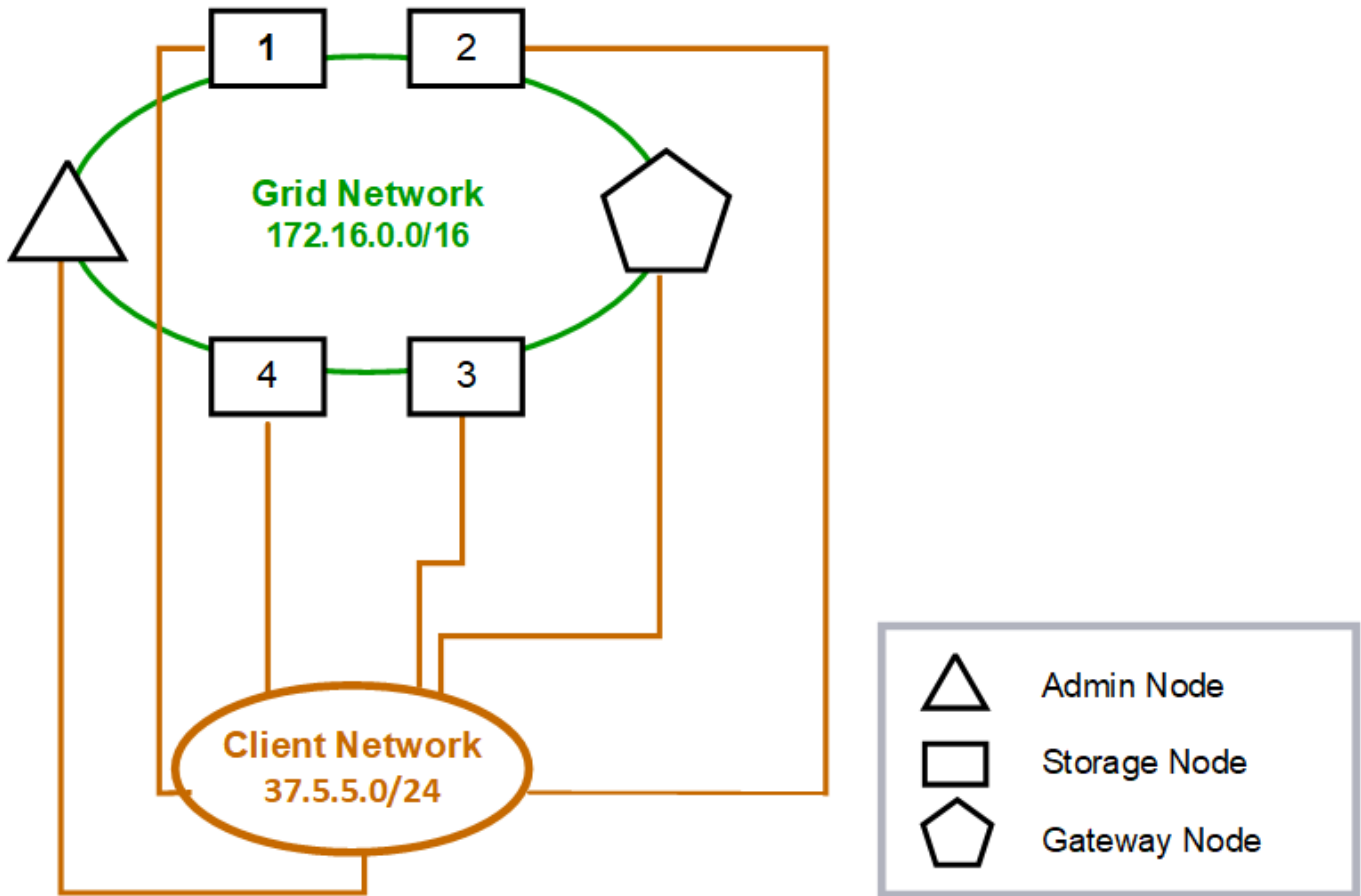 1
2
Grid Network
172.16.0.0/16
4
3
Client Network
37.5.5.0/24
Admin Node
Storage Node
Gateway Node